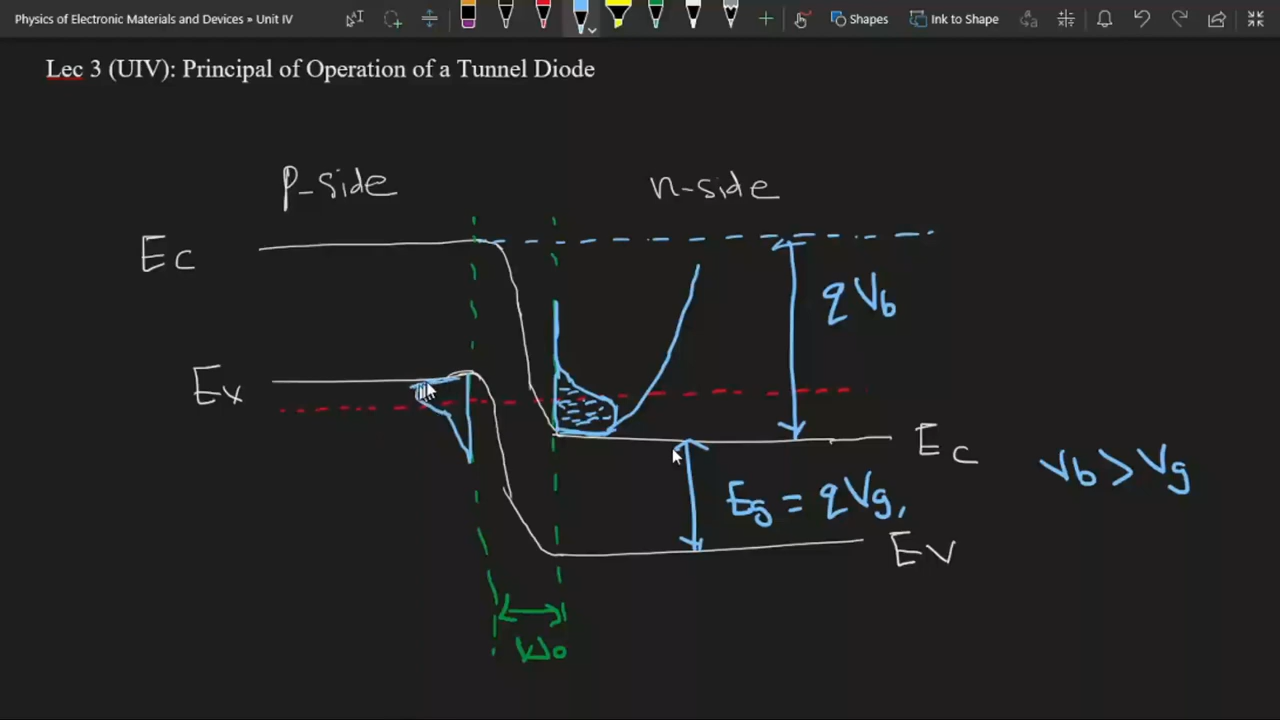 Physics of Electronic Materials and Devices » Unit IV
Shapes
Ink to Shape
Lec 3 (UIV): Principal of Operation of a Tunnel Diode
P-side
n-side
Ec
qVb
Ev
Ec
Vb > Vg
Eg = qVg,
Ev
W0